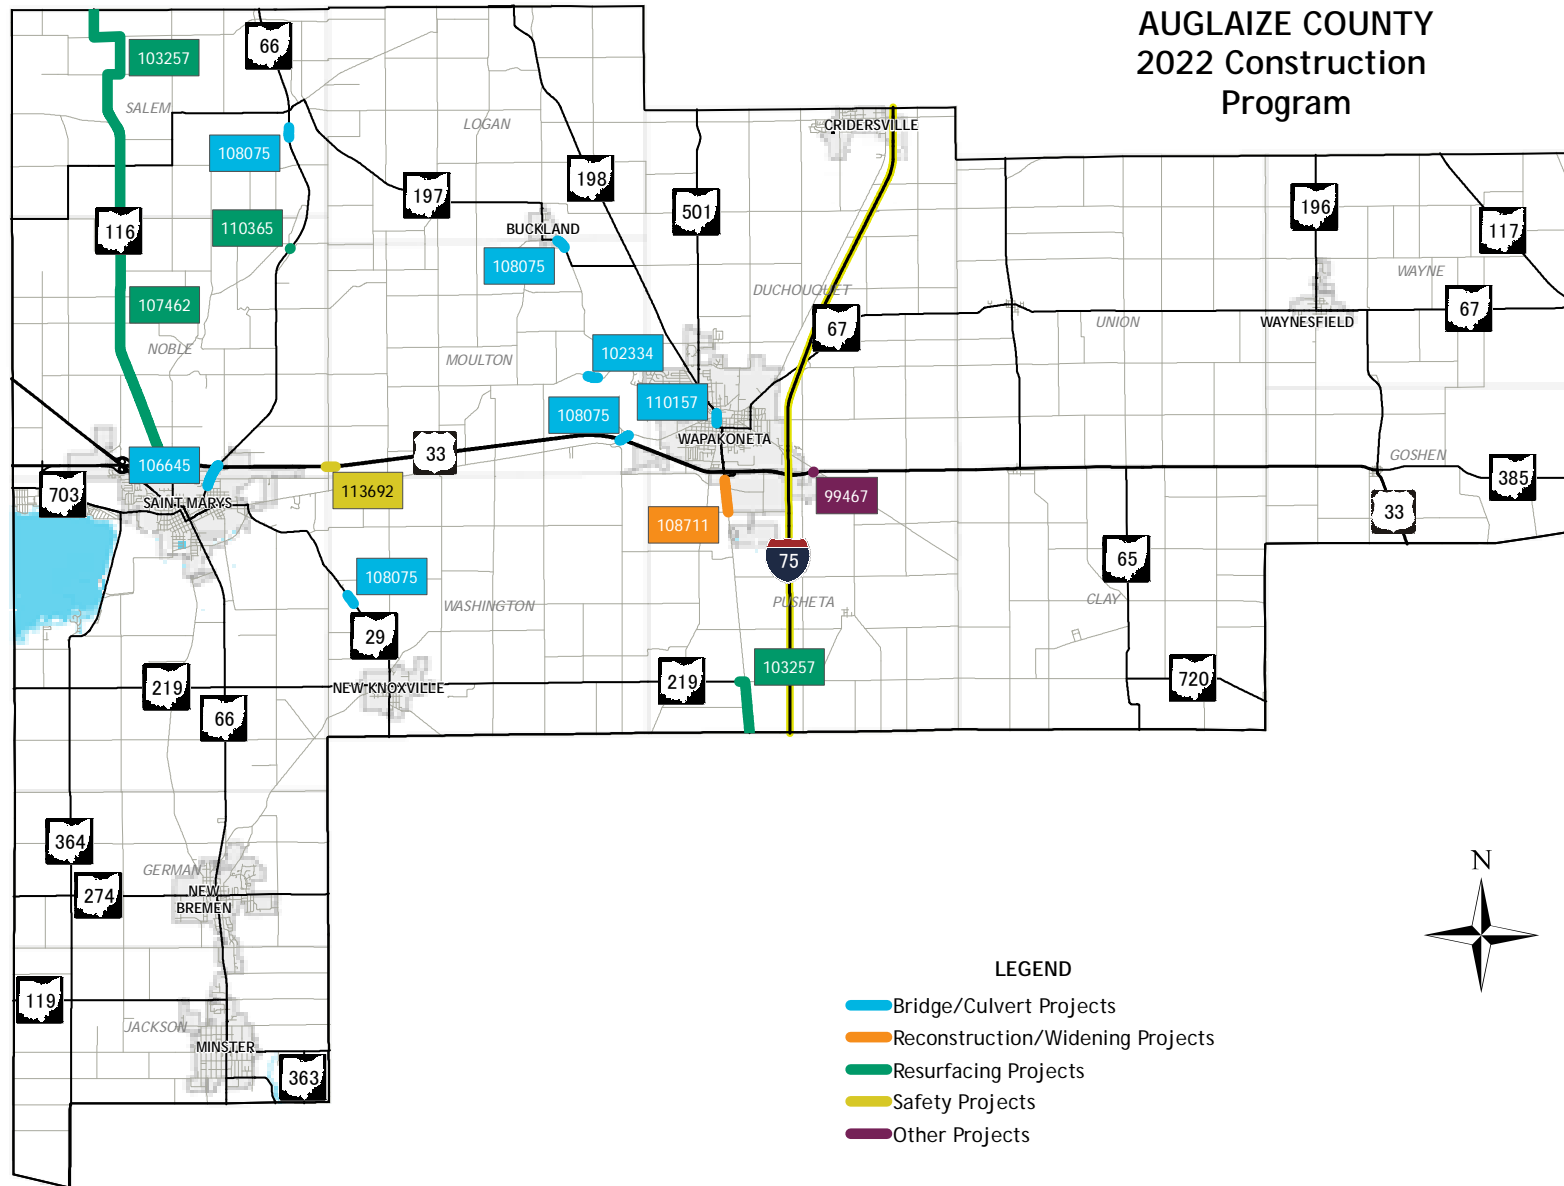 AUGLAIZE COUNTY
2022 Construction
Program
66
103257
SALEM
LOGAN
CRIDERSVILLE
108075
198
197
196
501
117
116
110365
BUCKLAND
108075
WAYNE
DUCHOUQUET
107462
67
67
UNION
WAYNESFIELD
NOBLE
MOULTON
102334
110157
108075
WAPAKONETA
33
GOSHEN
106645
385
703
SAINT MARYS
113692
99467
33
108711
75
65
108075
WASHINGTON
PUSHETA
CLAY
29
219
NEW KNOXVILLE
219
103257
720
66
364
GERMAN
274
NEW
BREMEN
N
LEGEND
119
Bridge/Culvert Projects
JACKSON
Reconstruction/Widening Projects
MINSTER
Resurfacing Projects
363
Safety Projects
Other Projects